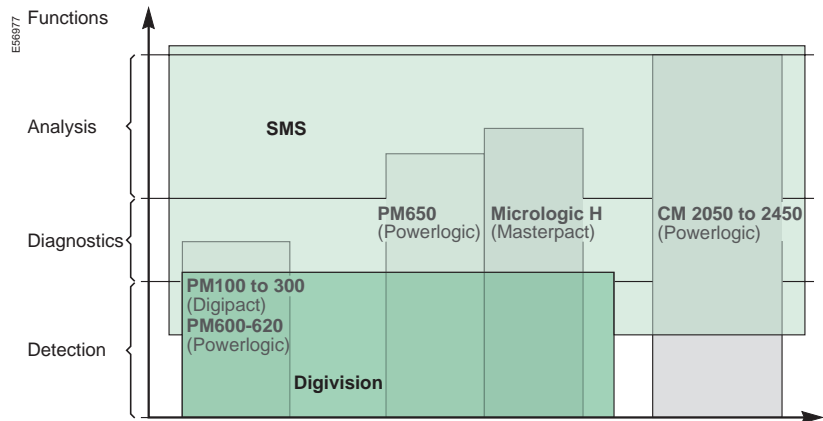 E56977
Functions
Analysis
SMS
PM650
(Powerlogic)
Micrologic H
(Masterpact)
CM 2050 to 2450
(Powerlogic)
Diagnostics
PM100 to 300
(Digipact)
PM600-620
(Powerlogic)
Detection
Digivision